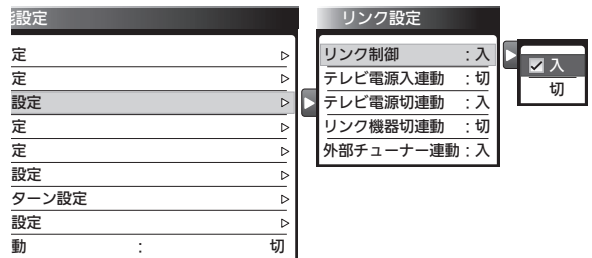 設定
定
定
設定
定
定
設定
ターン設定
設定
動 : 切
リンク設定
リンク制御 : 入
テレビ電源入連動 : 切
テレビ電源切連動 : 入
リンク機器切連動 : 切
外部チューナー連動 : 入
入
切